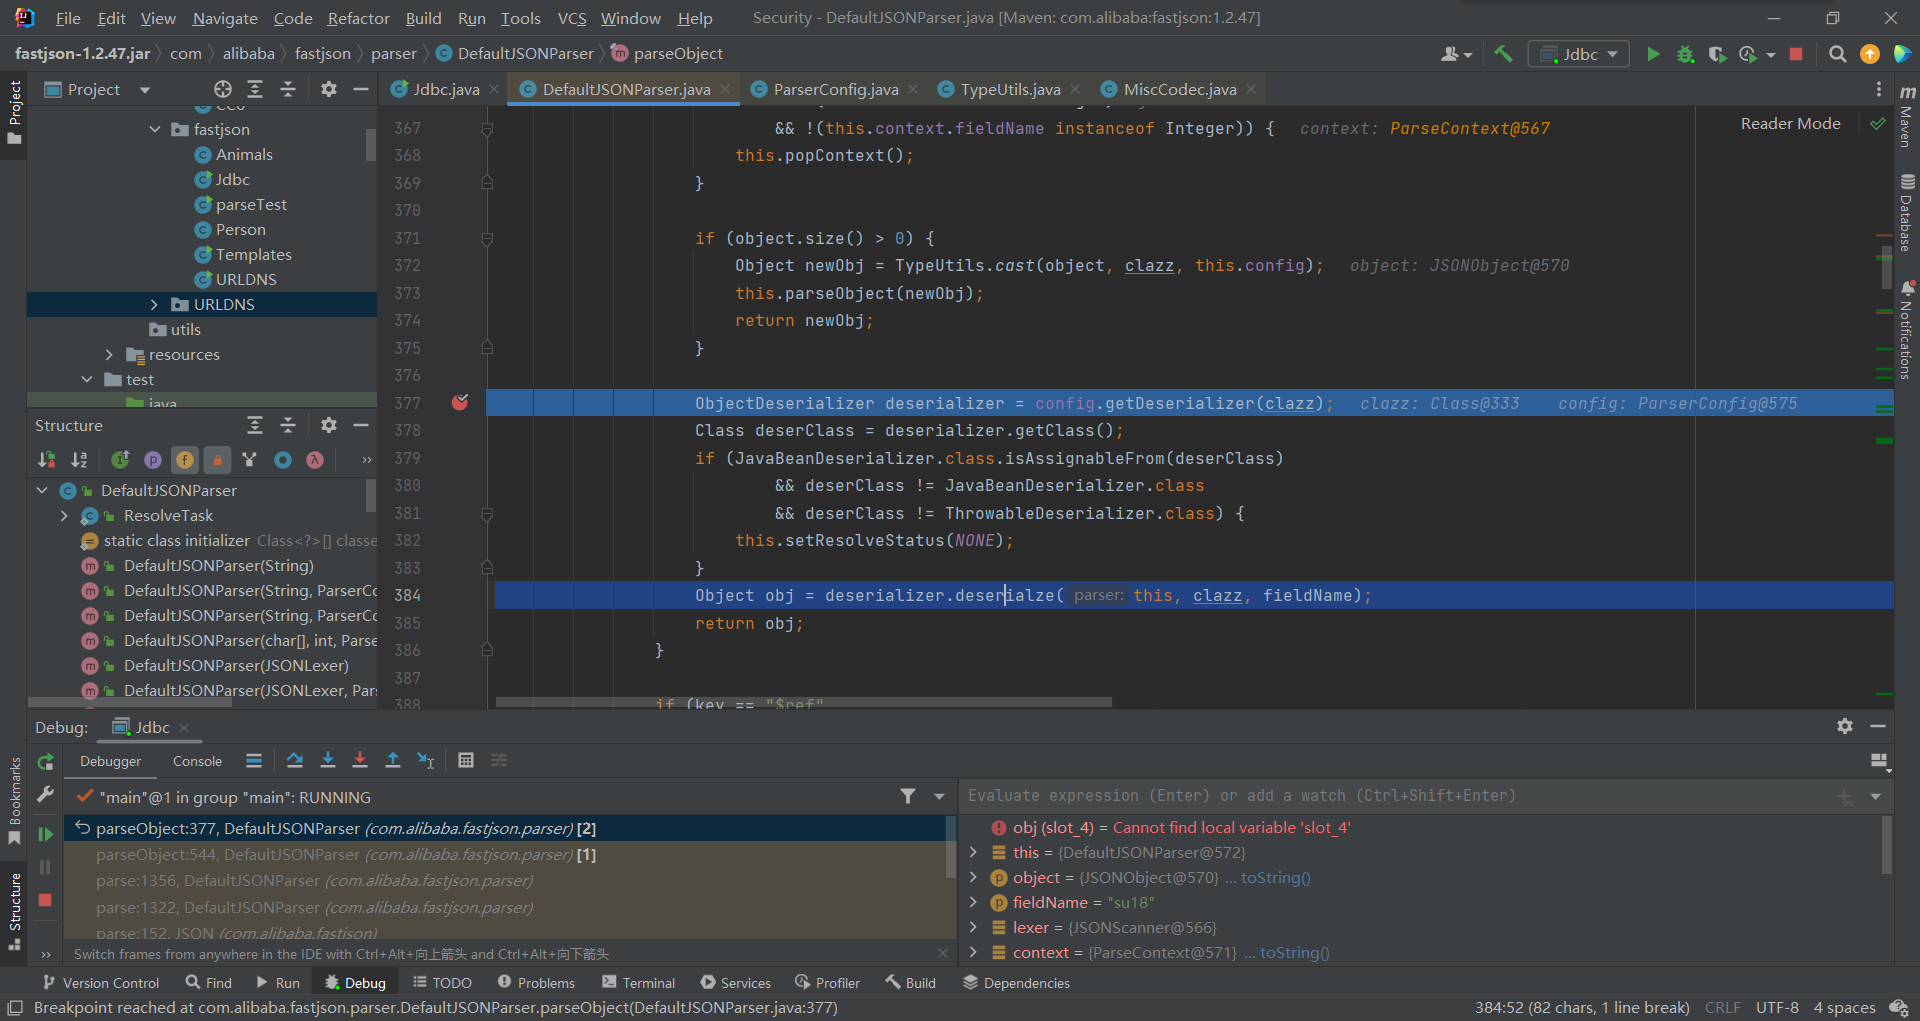 File Edit View Navigate Code Refactor Build Run Tools VCS Window Help Security - DefaultJSONParser.java [Maven: com.alibaba:fastjson:1.2.47]
fastjson-1.2.47.jar com alibaba fastjson parser DefaultJSONParser parseObject Jdbc
Project
Jdbc.java DefaultJSONParser.java ParserConfig.java TypeUtils.java MiscCodec.java
Reader Mode
fastjson
Animals
Jdbc
parseTest
Person
Templates
URLDNS
URLDNS
utils
resources
test
java
367 && !(this.context.fieldName instanceof Integer)) { context: ParseContext@567
368 this.popContext();
369 }
370
371 if (object.size() > 0) {
372 Object newObj = TypeUtils.cast(object, clazz, this.config); object: JSONObject@570
373 this.parseObject(newObj);
374 return newObj;
375 }
376
377 ObjectDeserializer deserializer = config.getDeserializer(clazz); clazz: Class@333 config: ParserConfig@575
378 Class deserClass = deserializer.getClass();
379 if (JavaBeanDeserializer.class.isAssignableFrom(deserClass)
380 && deserClass != JavaBeanDeserializer.class
381 && deserClass != ThrowableDeserializer.class) {
382 this.setResolveStatus(NONE);
383 }
384 Object obj = deserializer.deserialze( parser: this, clazz, fieldName);
385 return obj;
386 }
387
388 if (key == "$ref"
Structure
DefaultJSONParser
ResolveTask
static class initializer Class<?>[] classe
DefaultJSONParser(String)
DefaultJSONParser(String, ParserCo
DefaultJSONParser(String, ParserCo
DefaultJSONParser(char[], int, Parse
DefaultJSONParser(JSONLexer)
DefaultJSONParser(JSONLexer, Pars
Project
Bookmarks
Structure
Maven
Database
Notifications
Debug: Jdbc
Debugger Console
"main"@1 in group "main": RUNNING
parseObject:377, DefaultJSONParser (com.alibaba.fastjson.parser) [2]
parseObject:544, DefaultJSONParser (com.alibaba.fastjson.parser) [1]
parse:1356, DefaultJSONParser (com.alibaba.fastjson.parser)
parse:1322, DefaultJSONParser (com.alibaba.fastjson.parser)
parse:152, JSON (com.alibaba.fastjson)
Switch frames from anywhere in the IDE with Ctrl+Alt+向上箭头 and Ctrl+Alt+向下箭头
Evaluate expression (Enter) or add a watch (Ctrl+Shift+Enter)
obj (slot_4) = Cannot find local variable 'slot_4'
this = {DefaultJSONParser@572}
object = {JSONObject@570} ... toString()
fieldName = "su18"
lexer = {JSONScanner@566}
context = {ParseContext@571} ... toString()
Version Control Find Run Debug TODO Problems Terminal Services Profiler Build Dependencies
Breakpoint reached at com.alibaba.fastjson.parser.DefaultJSONParser.parseObject(DefaultJSONParser.java:377) 384:52 (82 chars, 1 line break) CRLF UTF-8 4 spaces